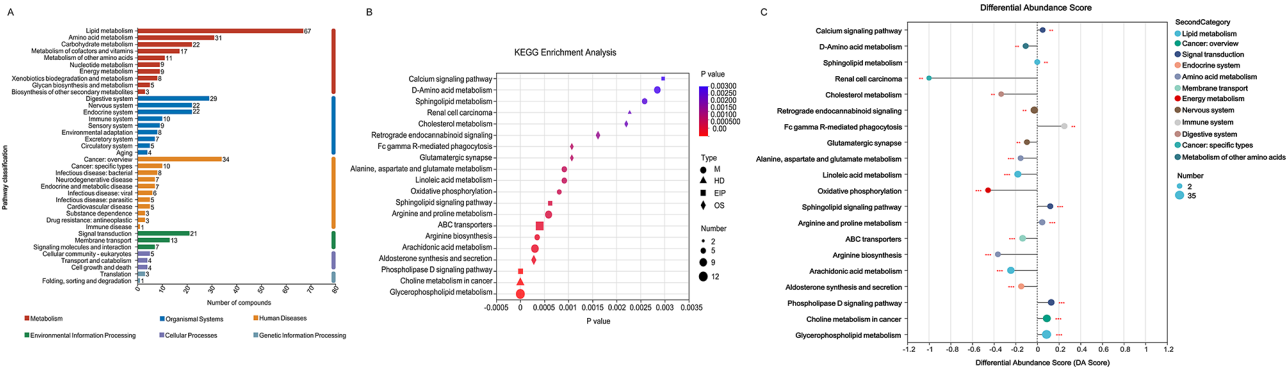 A
Pathway classification
Lipid metabolism 67
Amino acid metabolism 31
Carbohydrate metabolism 22
Metabolism of cofactors and vitamins 17
Metabolism of other amino acids 11
Nucleotide metabolism 9
Energy metabolism 9
Xenobiotics biodegradation and metabolism 8
Glycan biosynthesis and metabolism 5
Biosynthesis of other secondary metabolites 3
Digestive system 29
Nervous system 22
Endocrine system 22
Immune system 10
Sensory system 9
Environmental adaptation 8
Excretory system 7
Circulatory system 5
Aging 4
Cancer: overview 34
Cancer: specific types 10
Infectious disease: bacterial 8
Neurodegenerative disease 7
Endocrine and metabolic disease 7
Infectious disease: viral 6
Infectious disease: parasitic 5
Cardiovascular disease 5
Substance dependence 3
Drug resistance: antineoplastic 3
Immune disease 1
Signal transduction 21
Membrane transport 13
Signaling molecules and interaction 7
Cellular community - eukaryotes 5
Transport and catabolism 4
Cell growth and death 4
Translation 3
Folding, sorting and degradation 1
0 10 20 30 40 50 60 70 80
Number of compounds
Metabolism Organismal Systems Human Diseases
Environmental Information Processing Cellular Processes Genetic Information Processing
B
KEGG Enrichment Analysis
Calcium signaling pathway
D-Amino acid metabolism
Sphingolipid metabolism
Renal cell carcinoma
Cholesterol metabolism
Retrograde endocannabinoid signaling
Fc gamma R-mediated phagocytosis
Glutamatergic synapse
Alanine, aspartate and glutamate metabolism
Linoleic acid metabolism
Oxidative phosphorylation
Sphingolipid signaling pathway
Arginine and proline metabolism
ABC transporters
Arginine biosynthesis
Arachidonic acid metabolism
Aldosterone synthesis and secretion
Phospholipase D signaling pathway
Choline metabolism in cancer
Glycerophospholipid metabolism
-0.0005 0 0.0005 0.001 0.0015 0.002 0.0025 0.003 0.0035
P value
P value
0.00300
0.00200
0.00150
0.00100
0.000500
0.00
Type
M
HD
EIP
OS
Number
2
5
9
12
C
Differential Abundance Score
Calcium signaling pathway **
D-Amino acid metabolism **
Sphingolipid metabolism **
Renal cell carcinoma **
Cholesterol metabolism **
Retrograde endocannabinoid signaling **
Fc gamma R-mediated phagocytosis **
Glutamatergic synapse **
Alanine, aspartate and glutamate metabolism ***
Linoleic acid metabolism ***
Oxidative phosphorylation ***
Sphingolipid signaling pathway ***
Arginine and proline metabolism ***
ABC transporters ***
Arginine biosynthesis ***
Arachidonic acid metabolism ***
Aldosterone synthesis and secretion ***
Phospholipase D signaling pathway ***
Choline metabolism in cancer ***
Glycerophospholipid metabolism ***
-1.2 -1 -0.8 -0.6 -0.4 -0.2 0 0.2 0.4 0.6 0.8 1 1.2
Differential Abundance Score (DA Score)
SecondCategory
Lipid metabolism
Cancer: overview
Signal transduction
Endocrine system
Amino acid metabolism
Membrane transport
Energy metabolism
Nervous system
Immune system
Digestive system
Cancer: specific types
Metabolism of other amino acids
Number
2
35